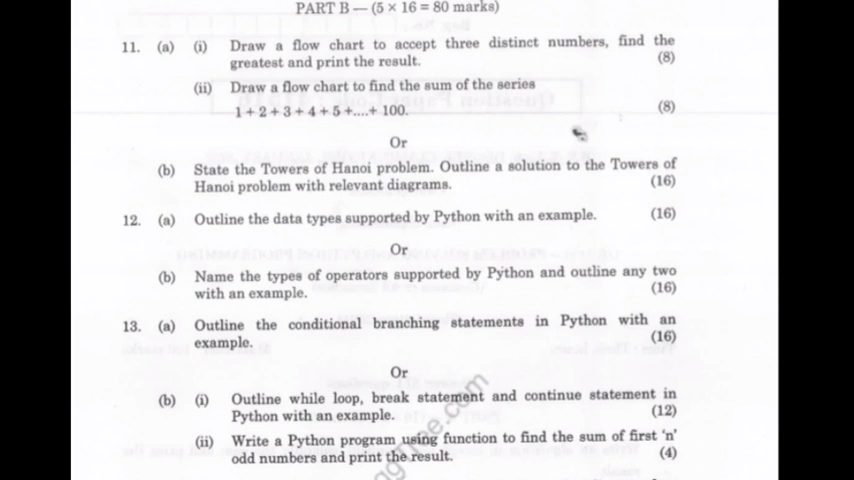 PART B — (5 × 16 = 80 marks)
11. (a) (i) Draw a flow chart to accept three distinct numbers, find the
greatest and print the result. (8)
(ii) Draw a flow chart to find the sum of the series
1 + 2 + 3 + 4 + 5 +....+ 100. (8)
Or
(b) State the Towers of Hanoi problem. Outline a solution to the Towers of
Hanoi problem with relevant diagrams. (16)
12. (a) Outline the data types supported by Python with an example. (16)
Or
(b) Name the types of operators supported by Python and outline any two
with an example. (16)
13. (a) Outline the conditional branching statements in Python with an
example. (16)
Or
(b) (i) Outline while loop, break statement and continue statement in
Python with an example. (12)
(ii) Write a Python program using function to find the sum of first 'n'
odd numbers and print the result. (4)